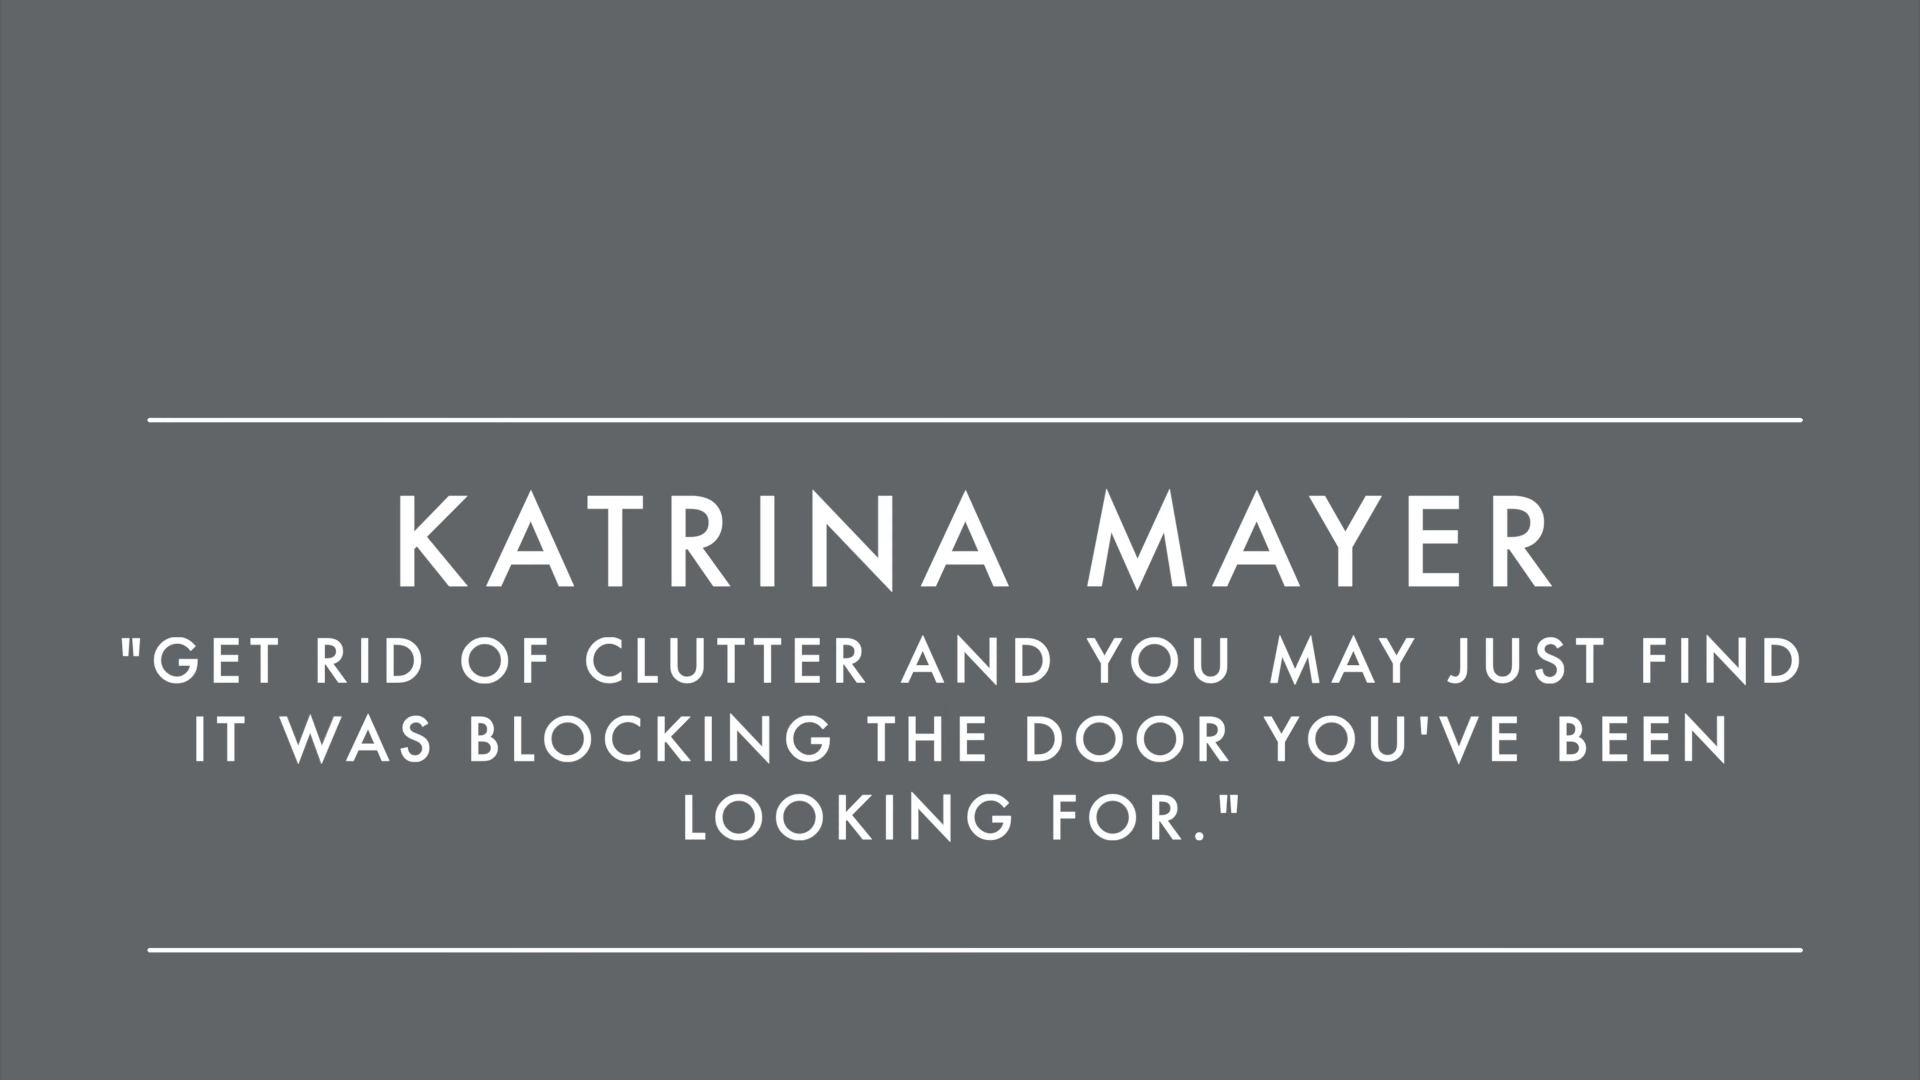 KATRINA MAYER
"GET RID OF CLUTTER AND YOU MAY JUST FIND
IT WAS BLOCKING THE DOOR YOU'VE BEEN
LOOKING FOR."